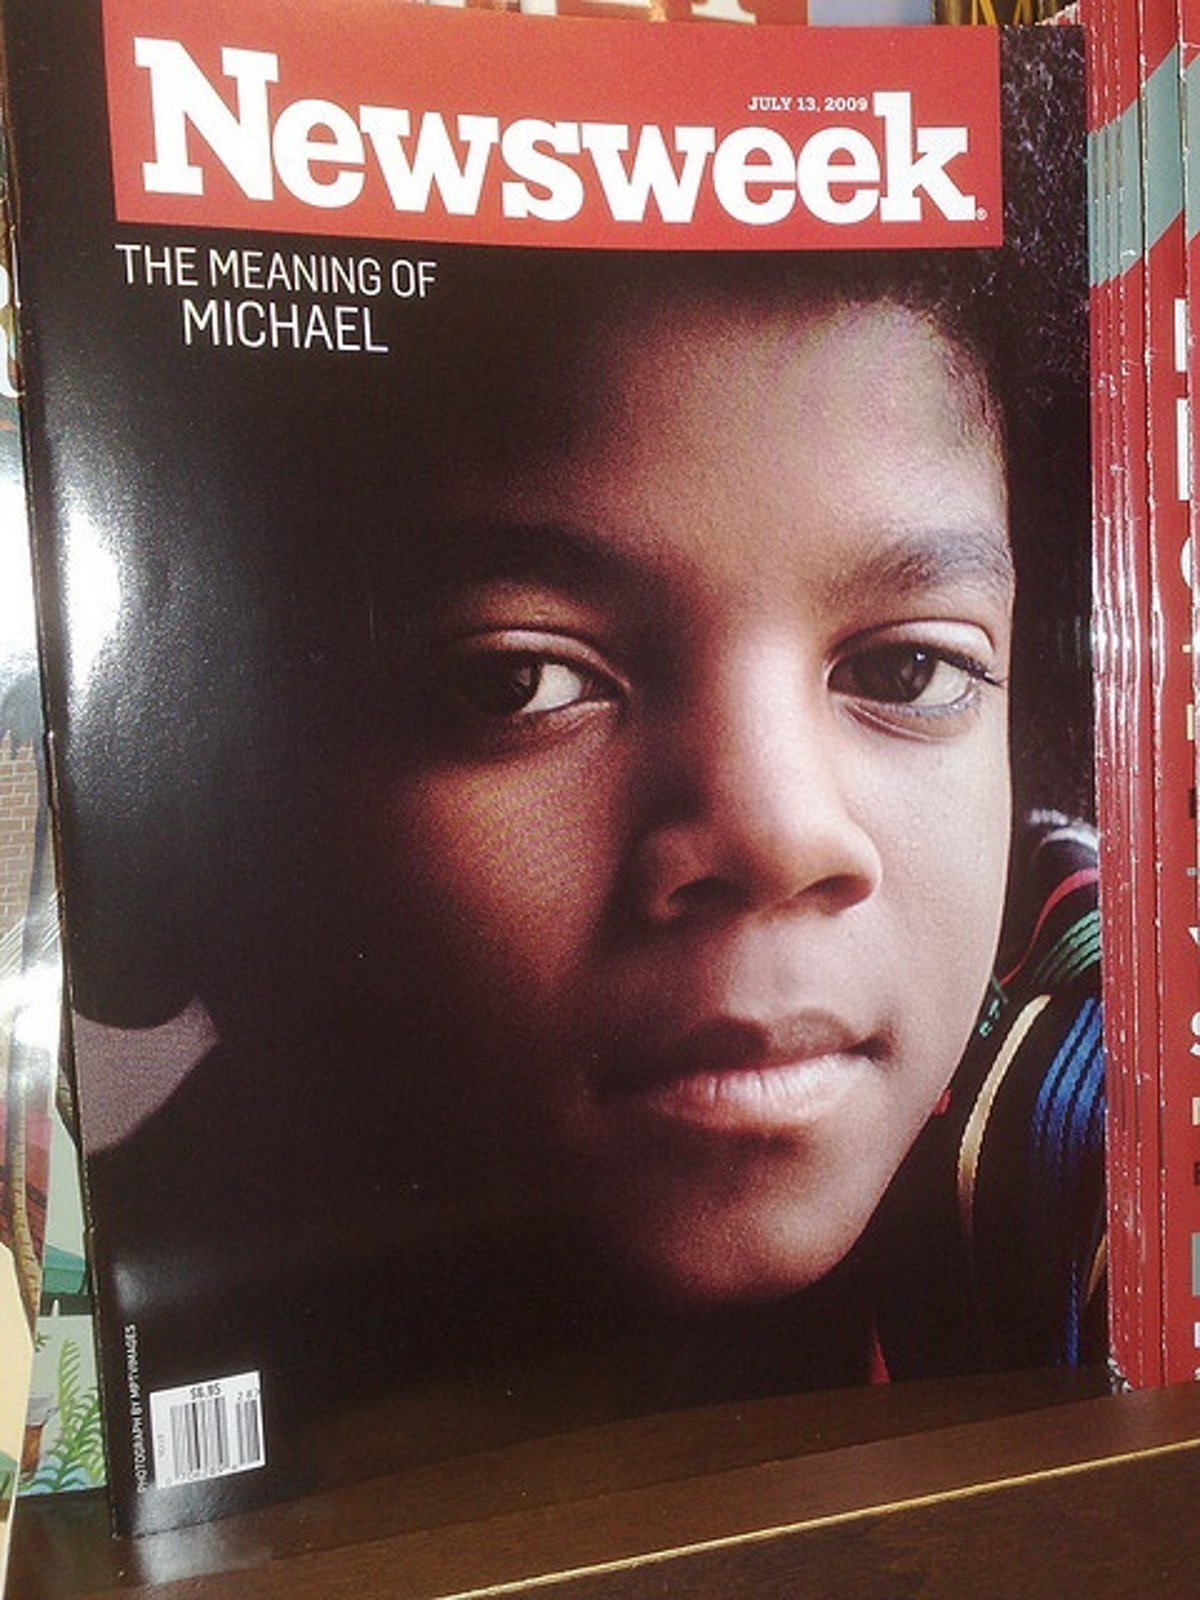 JULY 13, 2009
Newsweek®
THE MEANING OF
MICHAEL
PHOTOGRAPH BY MPTVIMAGES
$6.95